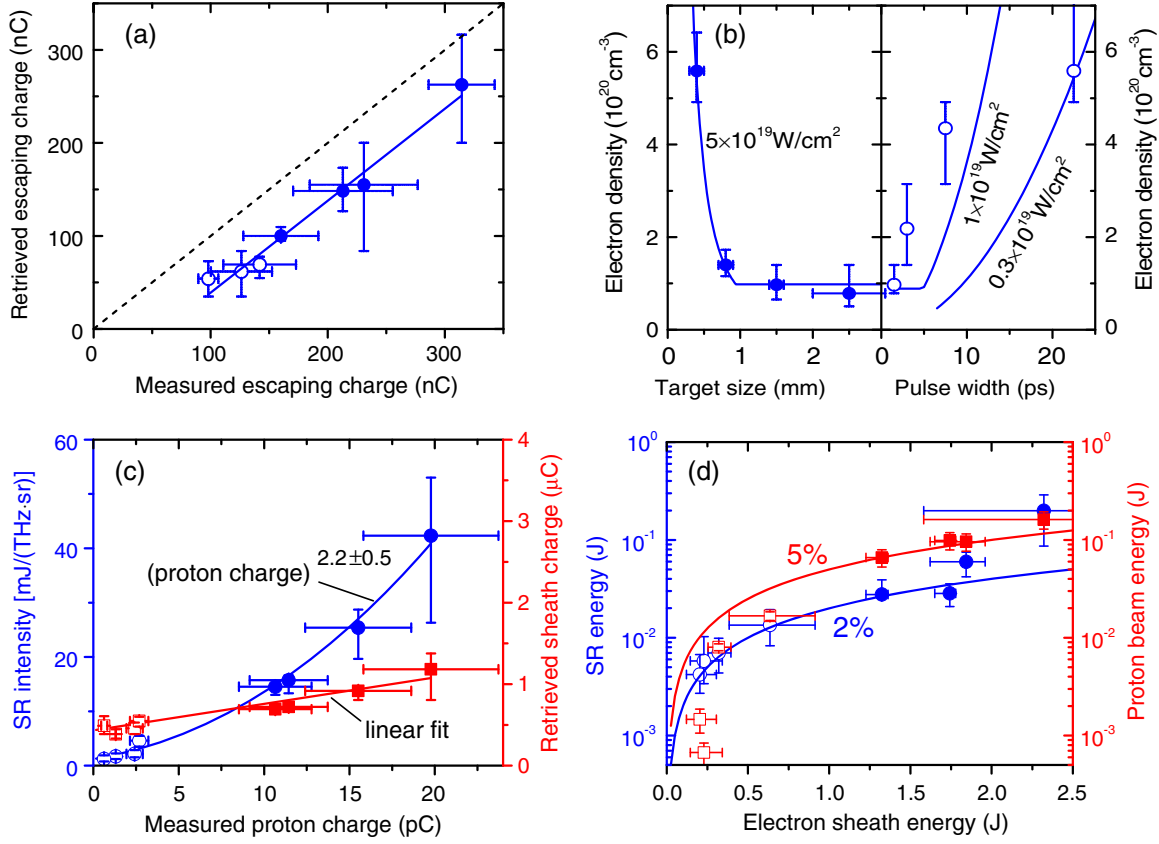 (a)
Retrieved escaping charge (nC)
300
200
100
0
0 100 200 300
Measured escaping charge (nC)
(b)
Electron density (10^20 cm^-3)
6
4
2
0
5×10^19W/cm^2
1×10^19W/cm^2
0.3×10^19W/cm^2
6
5
4
3
2
1
0
Electron density (10^20 cm^-3)
0 1 2 0 10 20
Target size (mm) Pulse width (ps)
(c)
SR intensity [mJ/(THz·sr)]
60
40
20
0
(proton charge)^2.2±0.5
linear fit
4
3
2
1
0
Retrieved sheath charge (μC)
0 5 10 15 20
Measured proton charge (pC)
(d)
SR energy (J)
10^0
10^-1
10^-2
10^-3
5%
2%
10^0
10^-1
10^-2
10^-3
Proton beam energy (J)
0.0 0.5 1.0 1.5 2.0 2.5
Electron sheath energy (J)